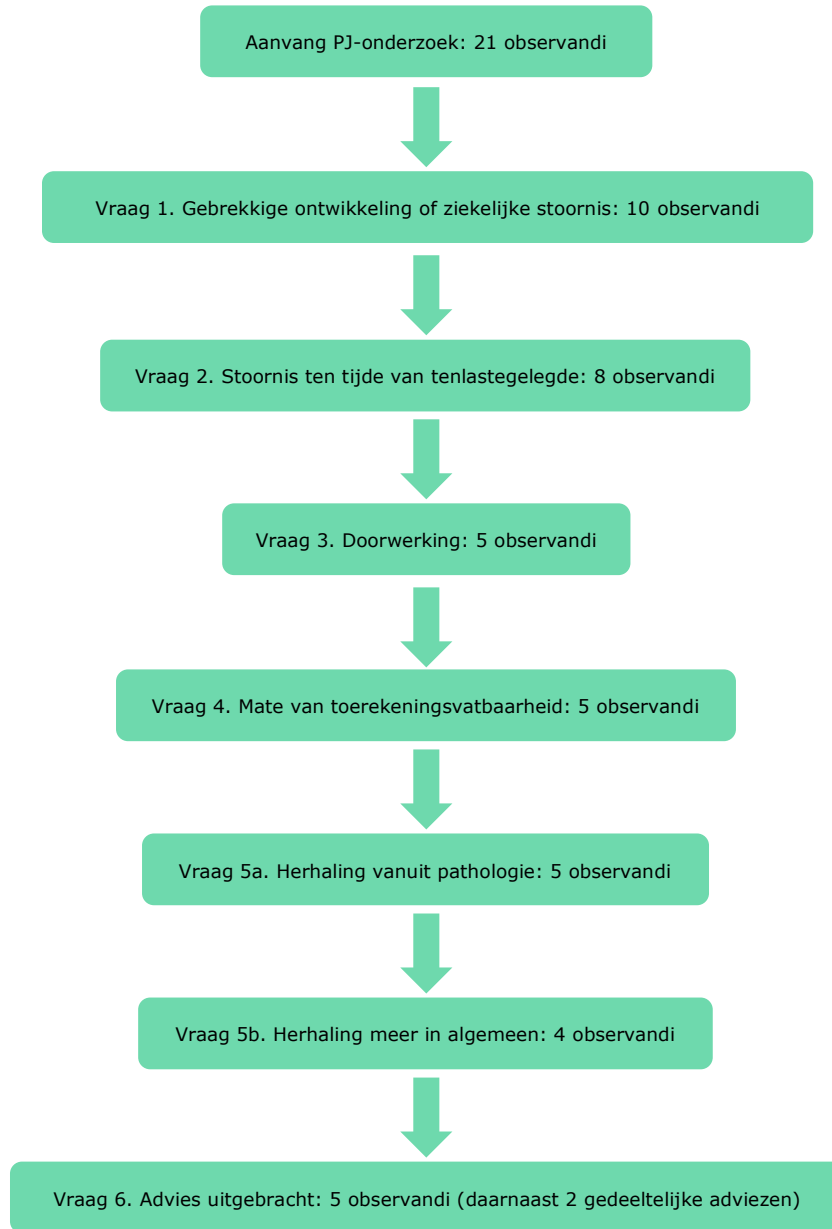 Aanvang PJ-onderzoek: 21 observandi
Vraag 1. Gebrekkige ontwikkeling of ziekelijke stoornis: 10 observandi
Vraag 2. Stoornis ten tijde van tenlastegelegde: 8 observandi
Vraag 3. Doorwerking: 5 observandi
Vraag 4. Mate van toerekeningsvatbaarheid: 5 observandi
Vraag 5a. Herhaling vanuit pathologie: 5 observandi
Vraag 5b. Herhaling meer in algemeen: 4 observandi
Vraag 6. Advies uitgebracht: 5 observandi (daarnaast 2 gedeeltelijke adviezen)